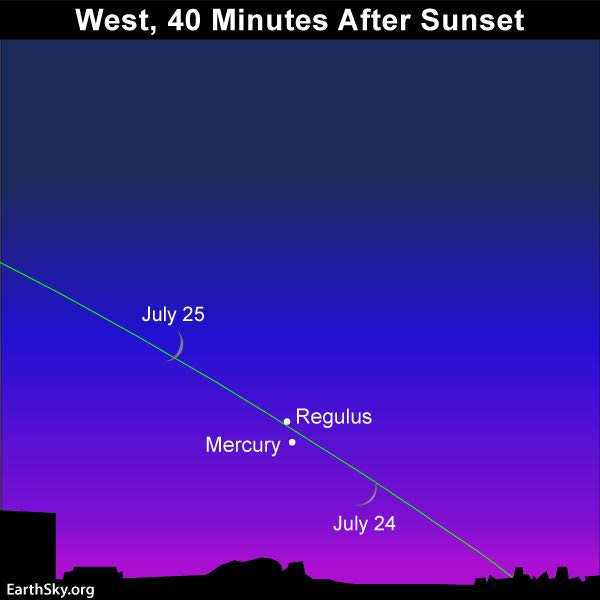 West, 40 Minutes After Sunset
July 25
Regulus
Mercury
July 24
EarthSky.org